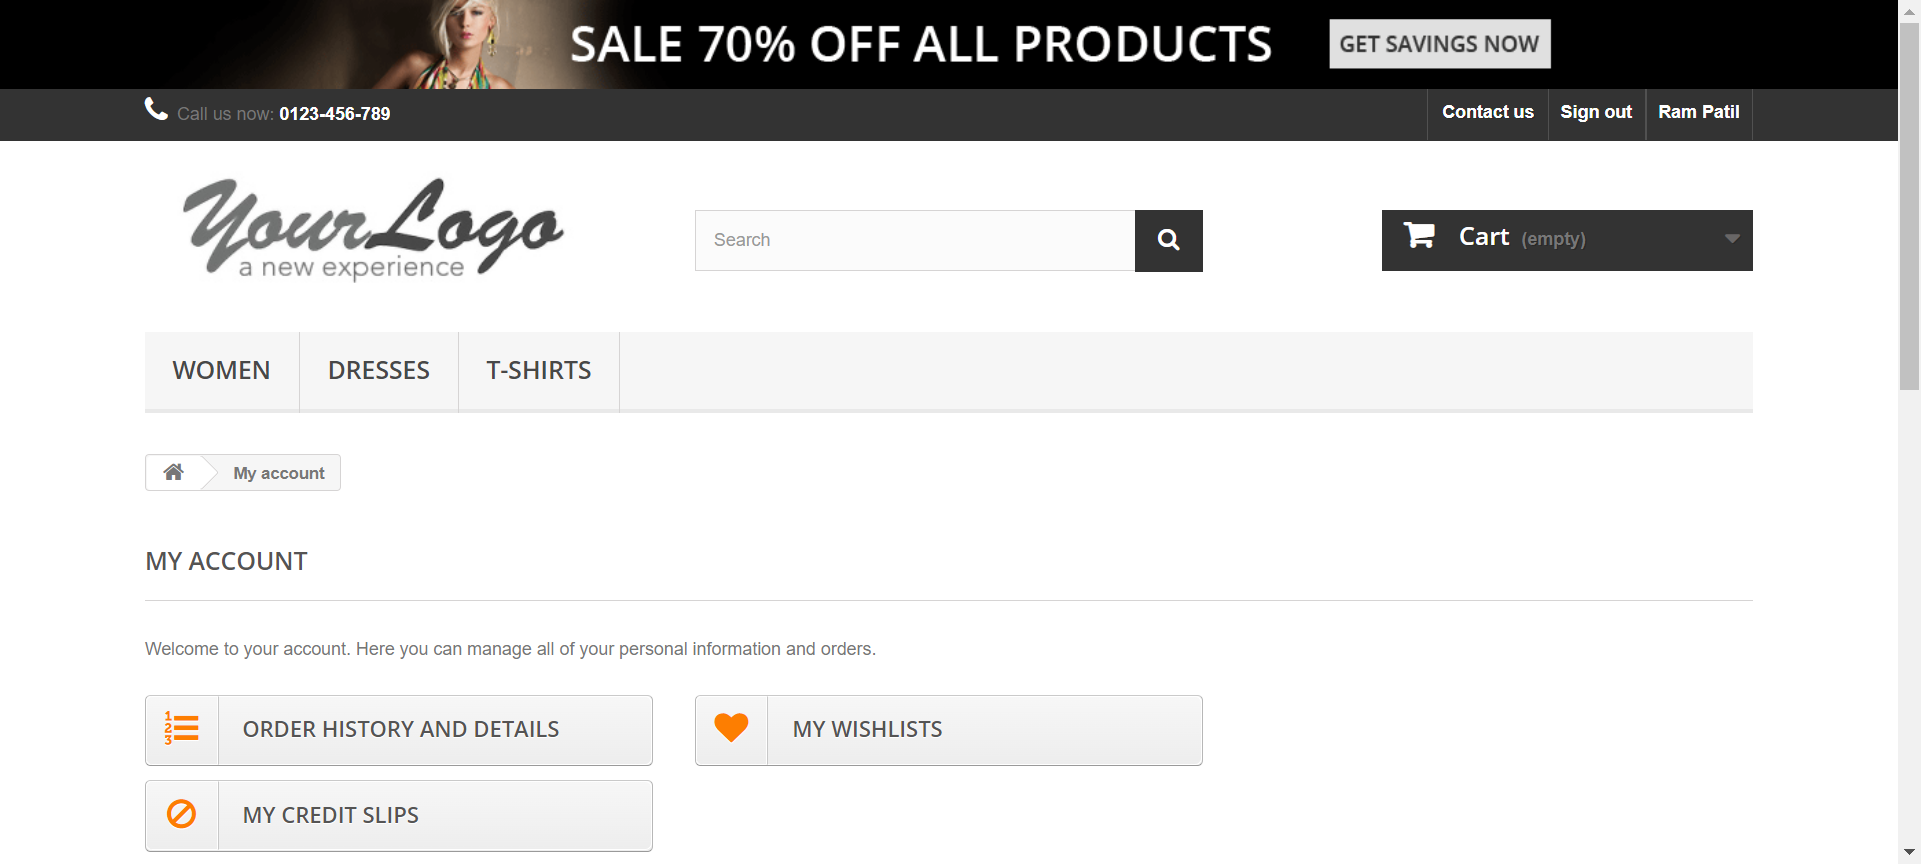 SALE 70% OFF ALL PRODUCTS GET SAVINGS NOW
Call us now: 0123-456-789 Contact us Sign out Ram Patil
YourLogo
a new experience
Search
Cart (empty)
WOMEN DRESSES T-SHIRTS
My account
MY ACCOUNT
Welcome to your account. Here you can manage all of your personal information and orders.
1
2
3
ORDER HISTORY AND DETAILS MY WISHLISTS
MY CREDIT SLIPS